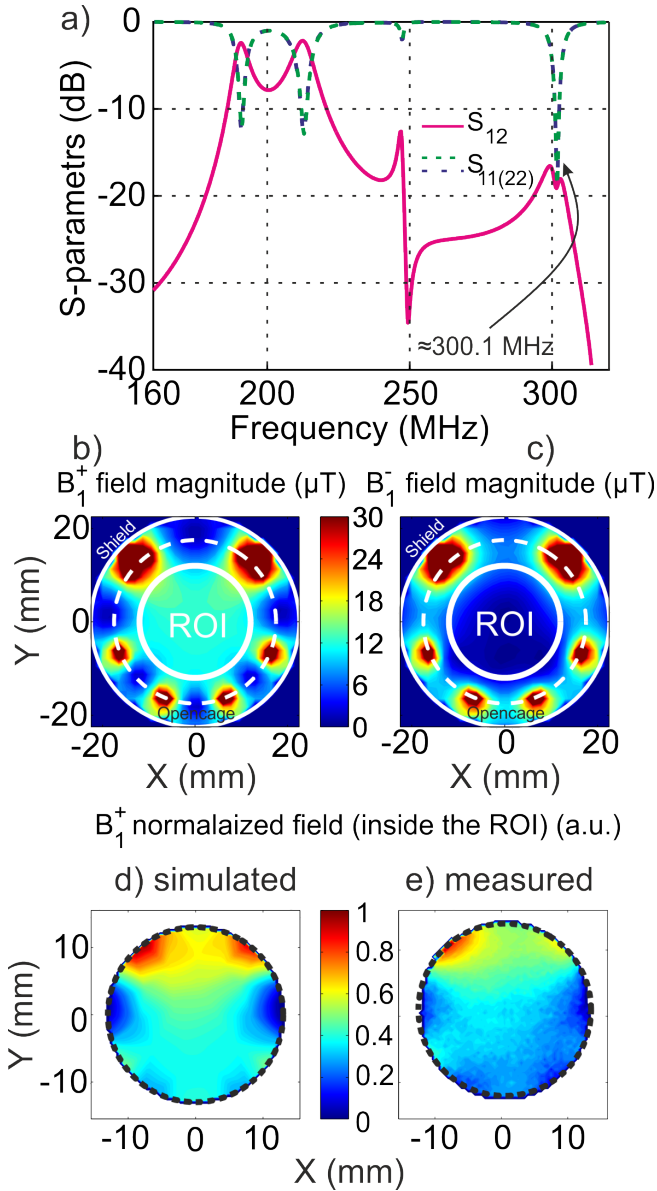 a)
0
-10
-20
-30
-40
S-parametrs (dB)
S12
S11(22)
≈300.1 MHz
160
200
250
300
Frequency (MHz)
b)
c)
B1+ field magnitude (µT)
B1- field magnitude (µT)
Shield
ROI
Opencage
20
0
-20
Y (mm)
-20
0
20
X (mm)
30
24
18
12
6
0
Shield
ROI
Opencage
-20
0
20
X (mm)
B1+ normalaized field (inside the ROI) (a.u.)
d) simulated
e) measured
10
0
-10
Y (mm)
-10
0
10
1
0.8
0.6
0.4
0.2
0
-10
0
10
X (mm)